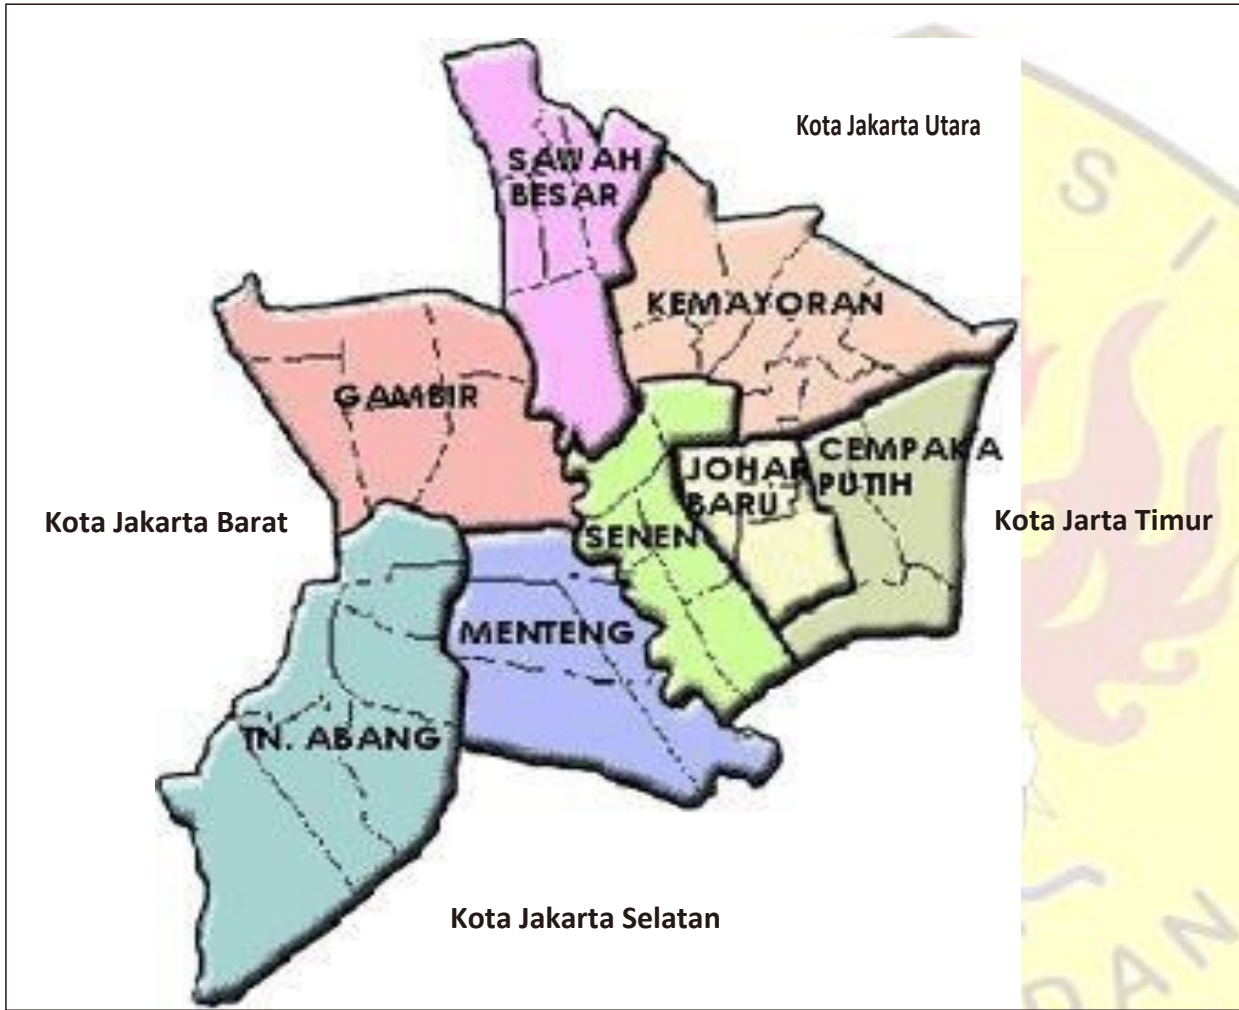 Kota Jakarta Utara
SAWAH
BESAR
KEMAYORAN
GAMBIR
CEMPAKA
PUTIH
JOHAR
BARU
Kota Jakarta Barat
Kota Jarta Timur
SENEN
MENTENG
TN. ABANG
Kota Jakarta Selatan
S I
DAN